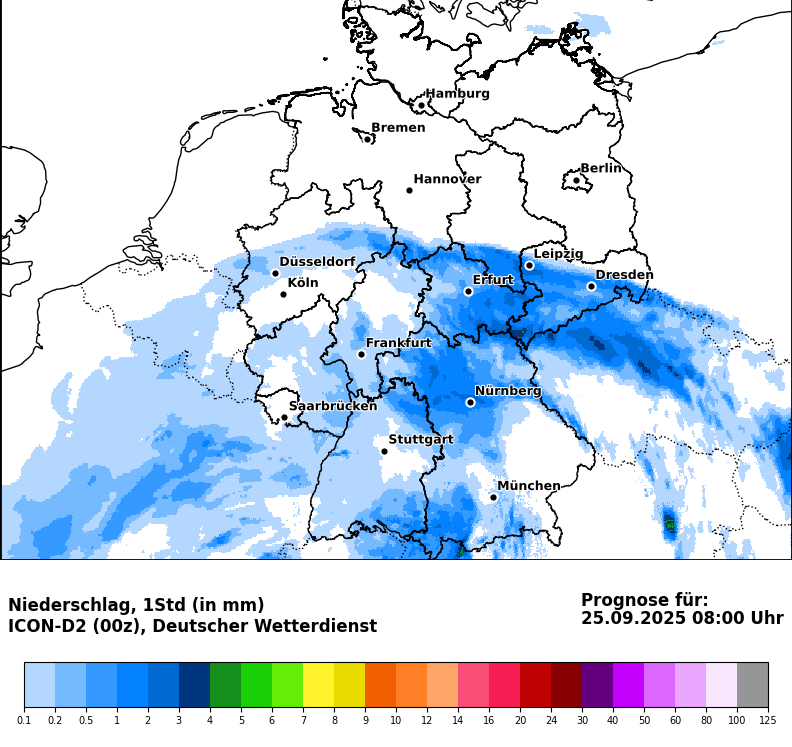 Hamburg
Bremen
Berlin
Hannover
Leipzig
Düsseldorf
Dresden
Köln
Erfurt
Frankfurt
Nürnberg
Saarbrücken
Stuttgart
München
Niederschlag, 1Std (in mm)
ICON-D2 (00z), Deutscher Wetterdienst
Prognose für:
25.09.2025 08:00 Uhr
0.1 0.2 0.5 1 2 3 4 5 6 7 8 9 10 12 14 16 20 24 30 40 50 60 80 100 125